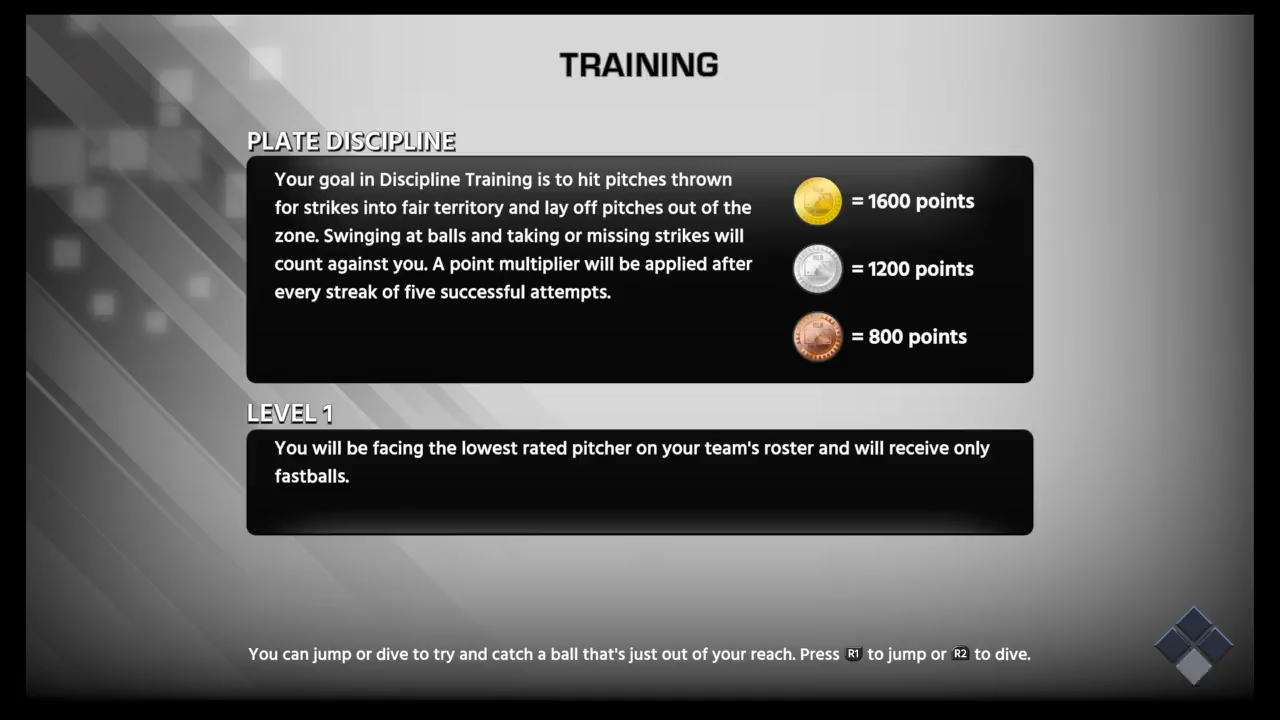 TRAINING
PLATE DISCIPLINE
Your goal in Discipline Training is to hit pitches thrown
for strikes into fair territory and lay off pitches out of the
zone. Swinging at balls and taking or missing strikes will
count against you. A point multiplier will be applied after
every streak of five successful attempts.
= 1600 points
= 1200 points
= 800 points
LEVEL 1
You will be facing the lowest rated pitcher on your team's roster and will receive only
fastballs.
You can jump or dive to try and catch a ball that's just out of your reach. Press R1 to jump or R2 to dive.